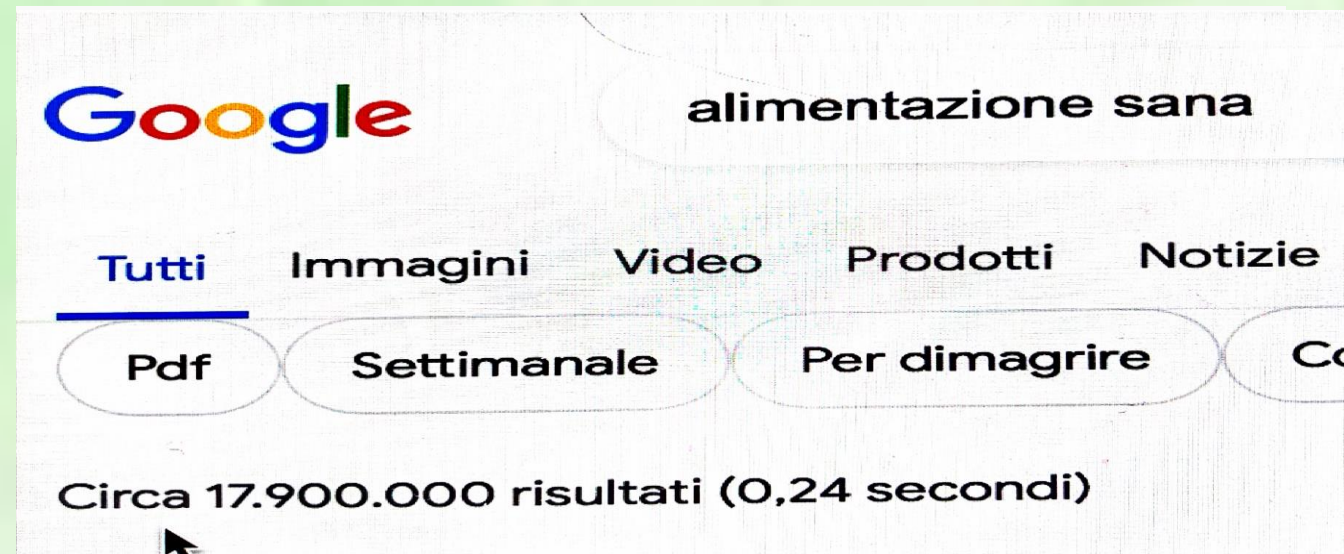 Google alimentazione sana
Tutti Immagini Video Prodotti Notizie
Pdf Settimanale Per dimagrire
Circa 17.900.000 risultati (0,24 secondi)